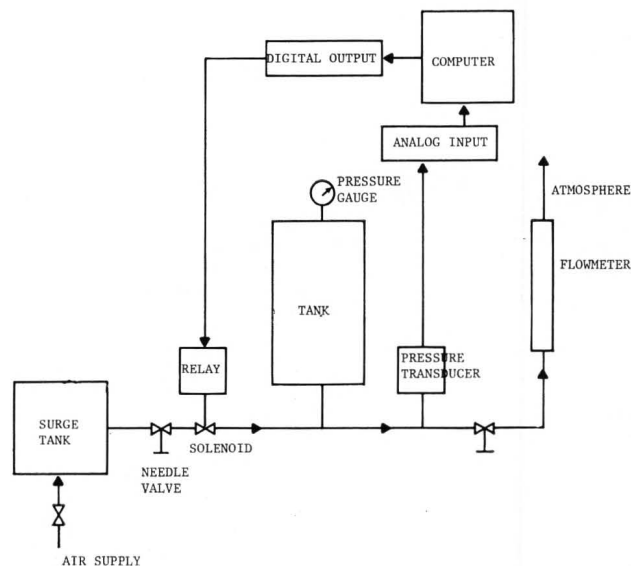 DIGITAL OUTPUT
COMPUTER
ANALOG INPUT
PRESSURE
GAUGE
ATMOSPHERE
FLOWMETER
TANK
RELAY
PRESSURE
TRANSDUCER
SURGE
TANK
SOLENOID
NEEDLE
VALVE
AIR SUPPLY